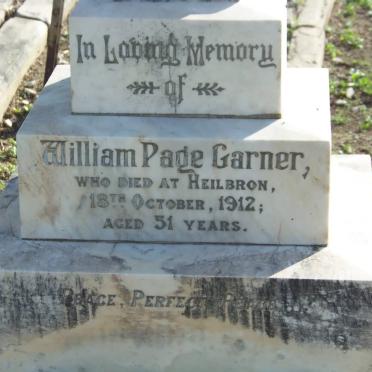 In Loving Memory
of
William Page Garner,
WHO DIED AT HEILBRON,
18TH OCTOBER, 1912;
AGED 51 YEARS.
PEACE, PERFECT PEACE.